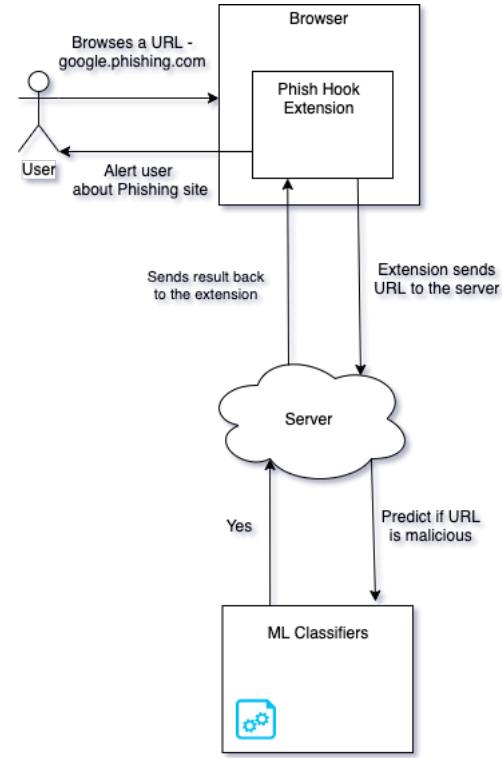 Browser
Browses a URL -
google.phishing.com
Phish Hook
Extension
User
Alert user
about Phishing site
Sends result back
to the extension
Extension sends
URL to the server
Server
Yes
Predict if URL
is malicious
ML Classifiers